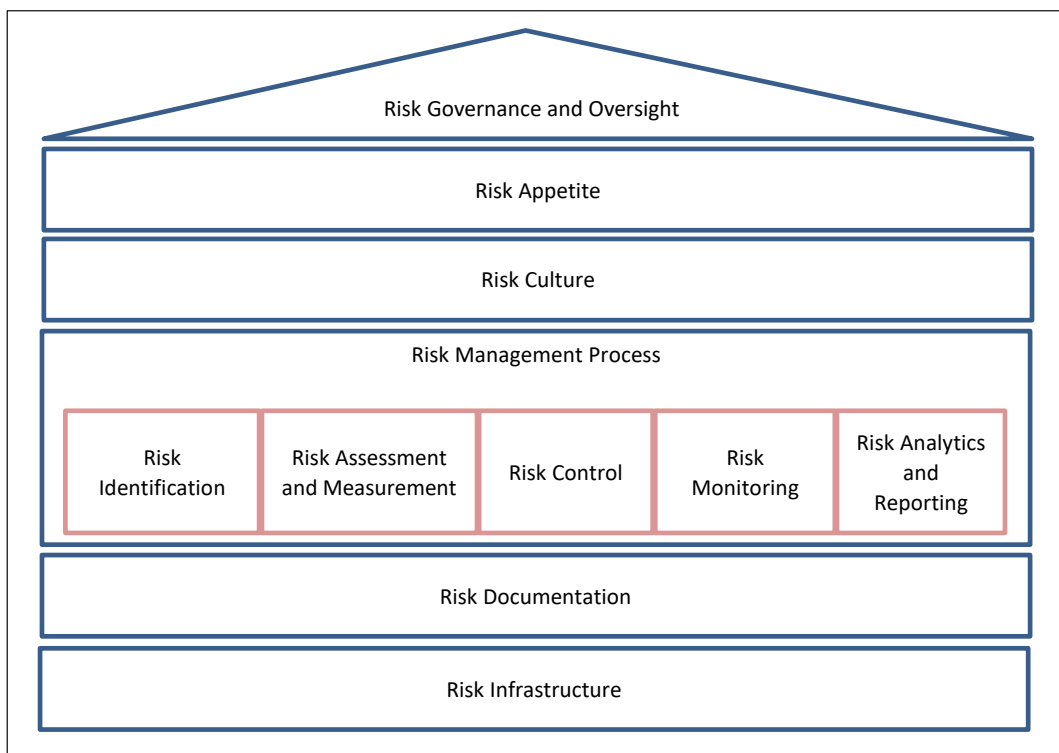 Risk Governance and Oversight
Risk Appetite
Risk Culture
Risk Management Process
Risk
Identification
Risk Assessment
and Measurement
Risk Control
Risk
Monitoring
Risk Analytics
and
Reporting
Risk Documentation
Risk Infrastructure